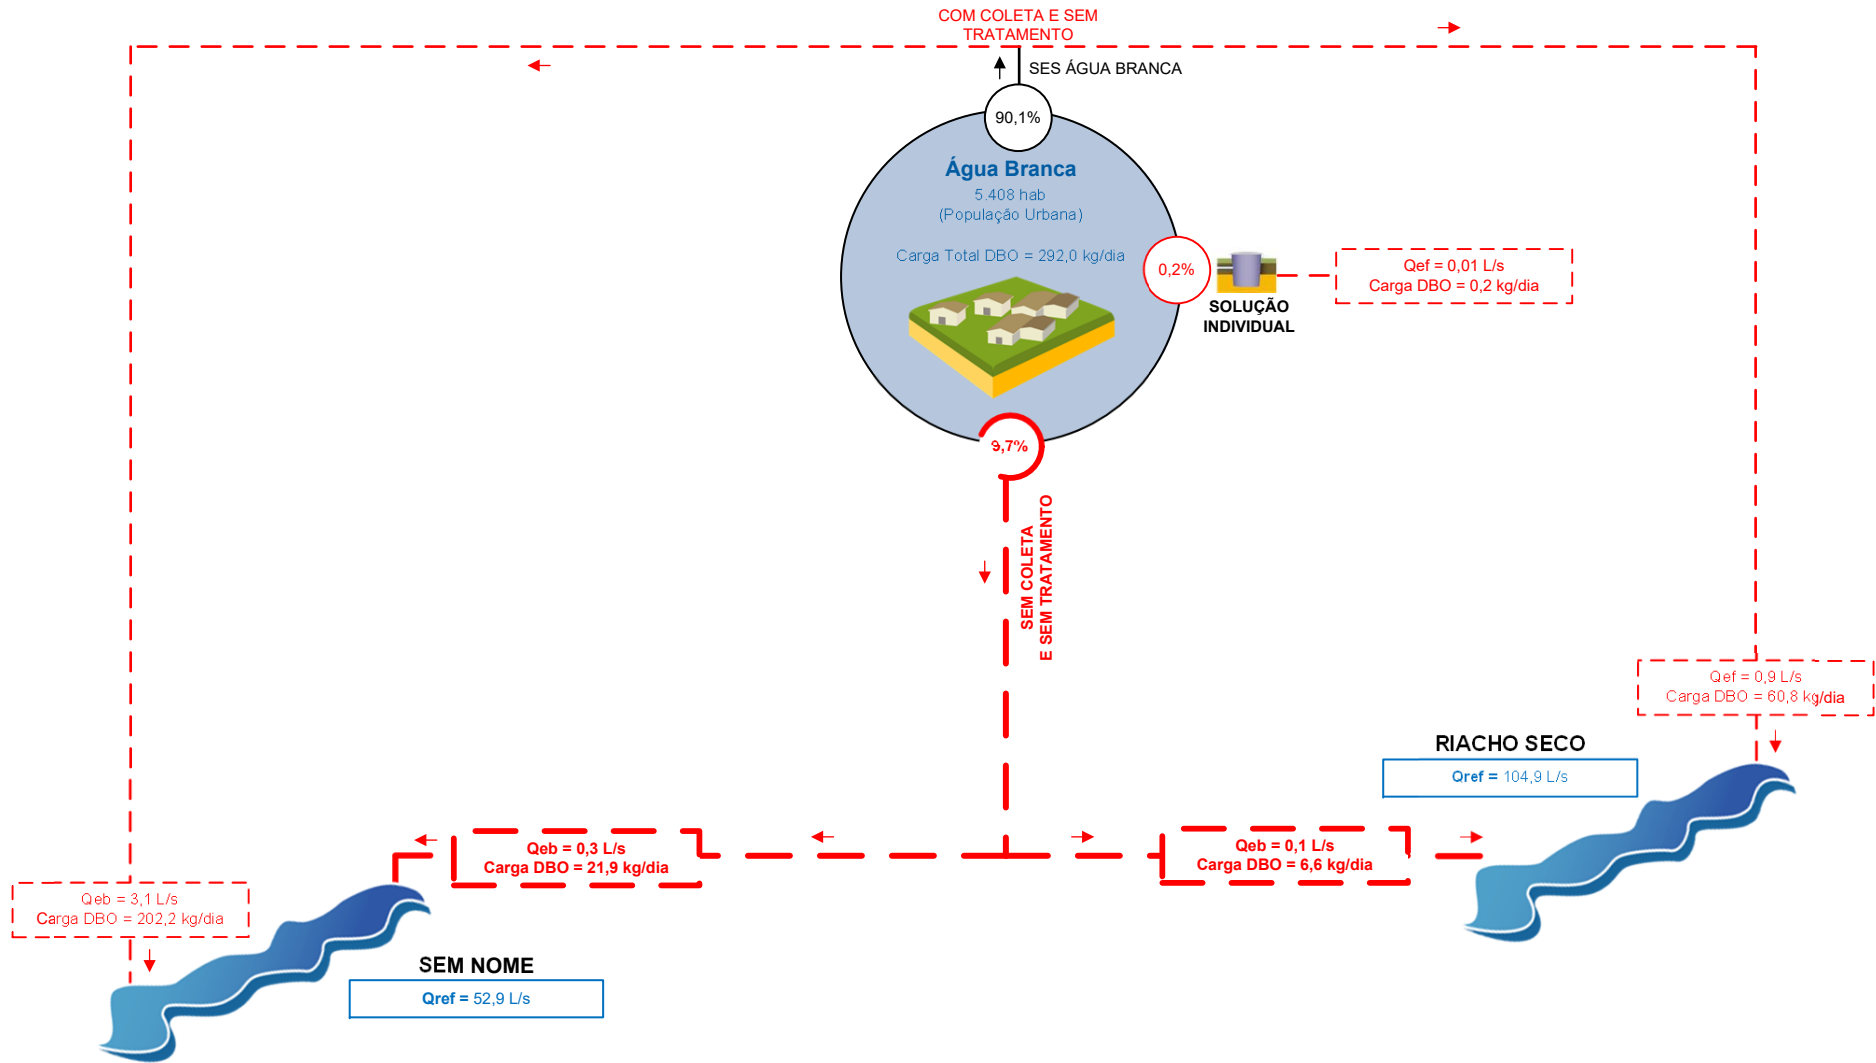 COM COLETA E SEM
TRATAMENTO
SES ÁGUA BRANCA
90,1%
Água Branca
5.408 hab
(População Urbana)
Carga Total DBO = 292,0 kg/dia
0,2%
SOLUÇÃO
INDIVIDUAL
Qef = 0,01 L/s
Carga DBO = 0,2 kg/dia
9,7%
SEM COLETA
E SEM TRATAMENTO
Qef = 0,9 L/s
Carga DBO = 60,8 kg/dia
RIACHO SECO
Qref = 104,9 L/s
Qeb = 0,3 L/s
Carga DBO = 21,9 kg/dia
Qeb = 0,1 L/s
Carga DBO = 6,6 kg/dia
Qeb = 3,1 L/s
Carga DBO = 202,2 kg/dia
SEM NOME
Qref = 52,9 L/s